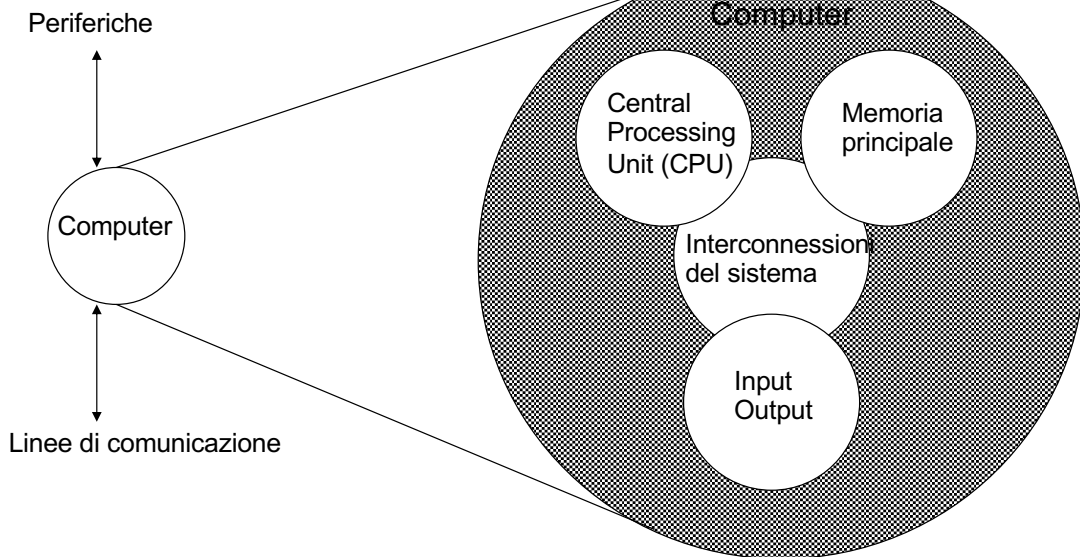 Periferiche
Computer
Linee di comunicazione
Computer
Central
Processing
Unit (CPU)
Memoria
principale
Interconnessioni
del sistema
Input
Output